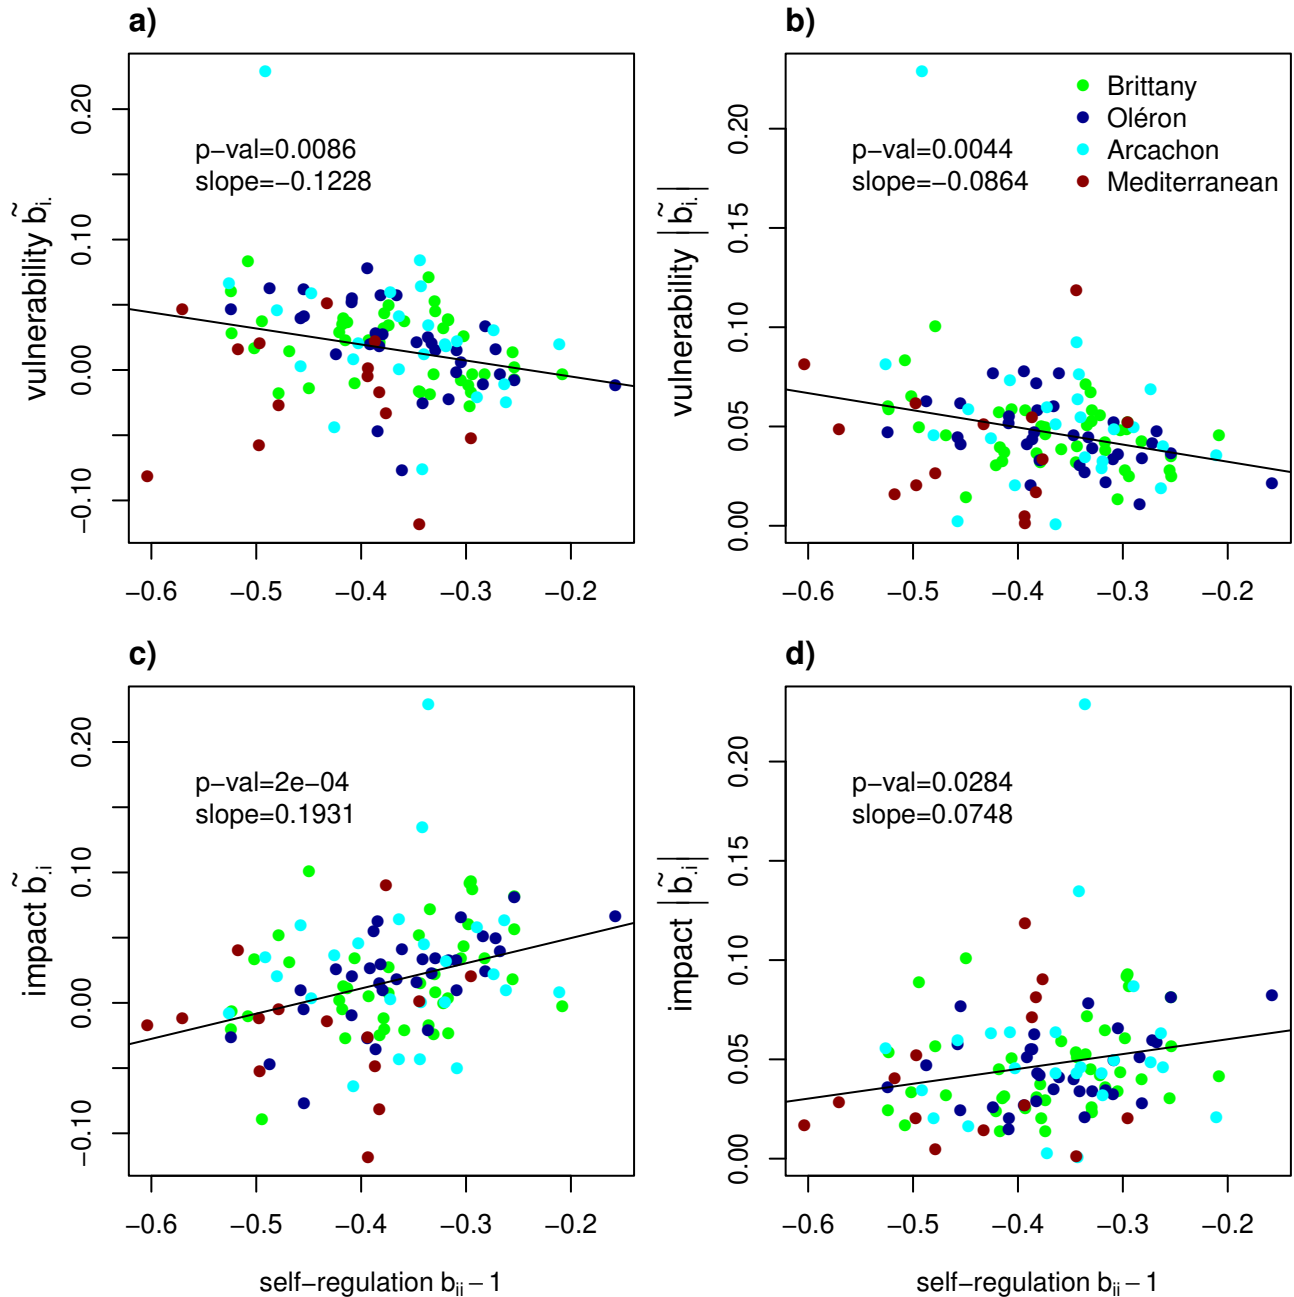 a)
0.20
0.10
0.00
−0.10
vulnerability b̃i.
p−val=0.0086
slope=−0.1228
−0.6 −0.5 −0.4 −0.3 −0.2
b)
0.20
0.15
0.10
0.05
0.00
vulnerability |b̃i.|
p−val=0.0044
slope=−0.0864
Brittany
Oléron
Arcachon
Mediterranean
−0.6 −0.5 −0.4 −0.3 −0.2
c)
0.20
0.10
0.00
−0.10
impact b̃.i
p−val=2e−04
slope=0.1931
−0.6 −0.5 −0.4 −0.3 −0.2
self−regulation bii − 1
d)
0.20
0.15
0.10
0.05
0.00
impact |b̃.i|
p−val=0.0284
slope=0.0748
−0.6 −0.5 −0.4 −0.3 −0.2
self−regulation bii − 1